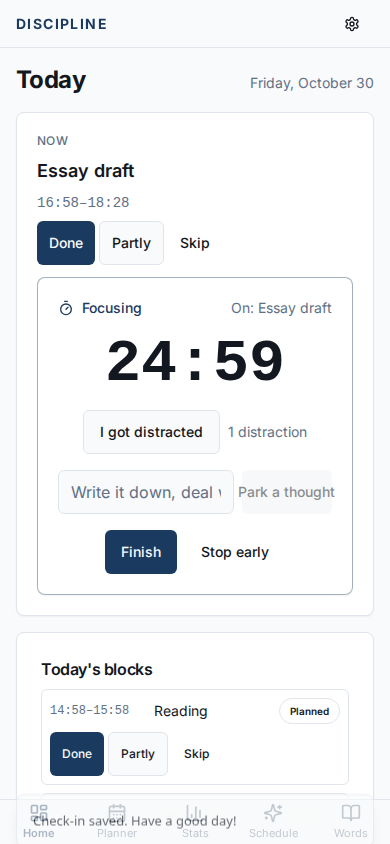 DISCIPLINE
Today
Friday, October 30
NOW
Essay draft
16:58–18:28
Done Partly Skip
Focusing On: Essay draft
24:59
I got distracted 1 distraction
Write it down, deal Park a thought
Finish Stop early
Today's blocks
14:58–15:58 Reading Planned
Done Partly Skip
Check-in saved. Have a good day!
Home Planner Stats Schedule Words